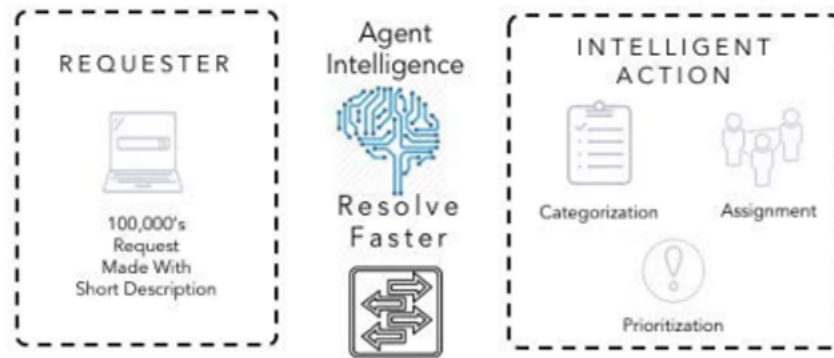 REQUESTER
100,000's
Request
Made With
Short Description
Agent
Intelligence
Resolve
Faster
INTELLIGENT
ACTION
Categorization
Assignment
Prioritization